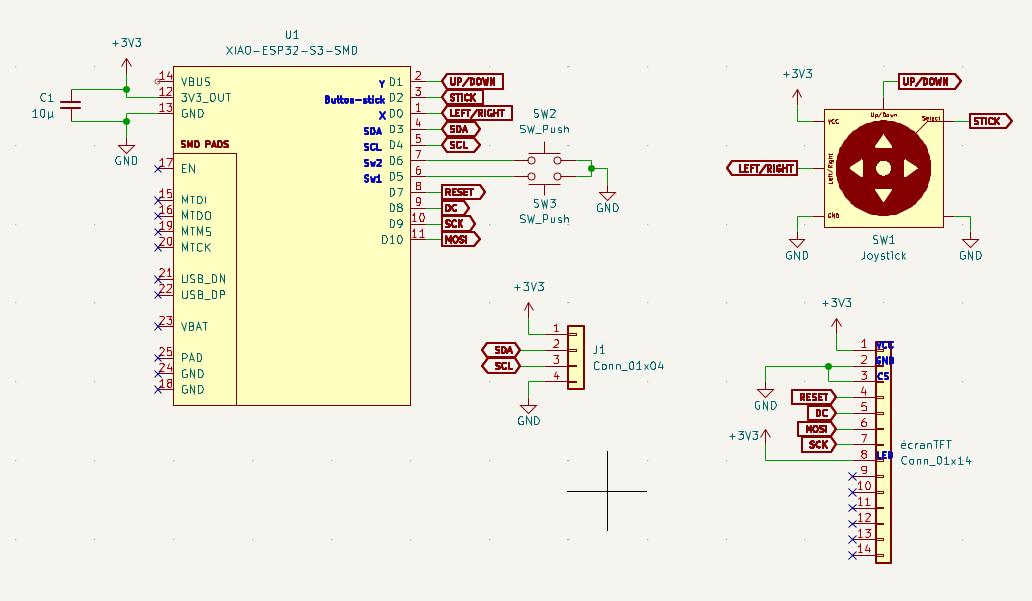 U1
XIAO-ESP32-S3-SMD
+3V3
C1
10µ
GND
14 VBUS
12 3V3_OUT
13 GND
SMD PADS
17 EN
15 MTDI
16 MTDO
19 MTMS
20 MTCK
21 USB_DN
22 USB_DP
23 VBAT
25 PAD
24 GND
18 GND
Y D1 2 UP/DOWN
Button-stick D2 3 STICK
X D0 1 LEFT/RIGHT
SDA D3 4 SDA
SCL D4 5 SCL
Sw2 D6 7
Sw1 D5 6
D7 8 RESET
D8 9 DC
D9 10 SCK
D10 11 MOSI
SW2
SW_Push
SW3
SW_Push
GND
+3V3
1
SDA 2
SCL 3
4
J1
Conn_01x04
GND
+3V3
UP/DOWN
VCC
Up/Down
Select
STICK
LEFT/RIGHT
Left/Right
GND
GND
SW1
Joystick
GND
+3V3
1 VCC
2 GND
3 CS
GND
RESET 4
DC 5
MOSI 6
SCK 7
+3V3
8 LED
écranTFT
Conn_01x14
9
10
11
12
13
14